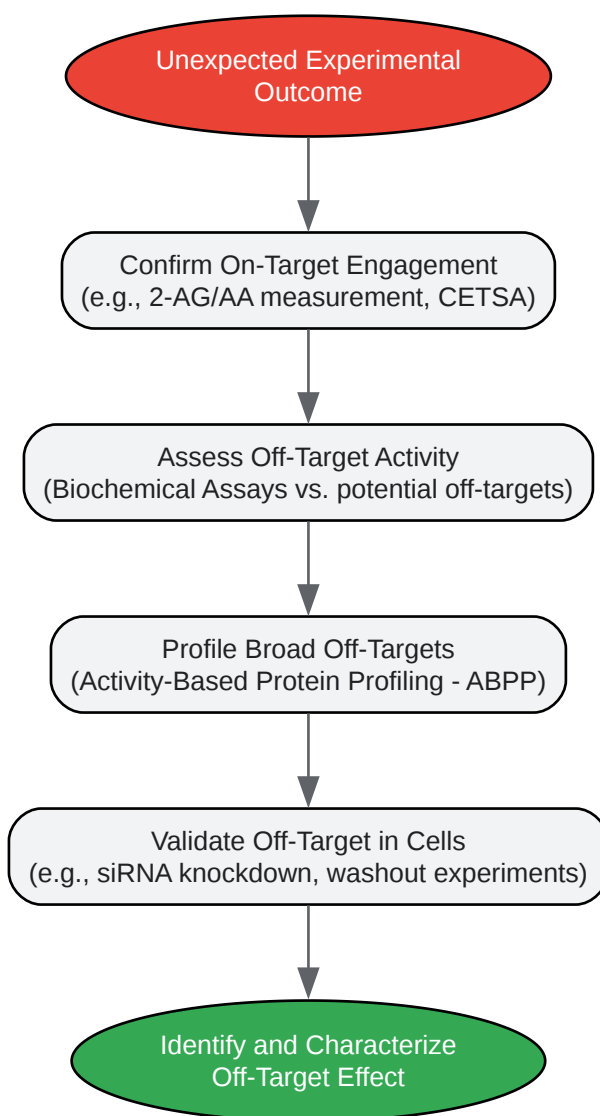 Unexpected Experimental
Outcome
Confirm On-Target Engagement
(e.g., 2-AG/AA measurement, CETSA)
Assess Off-Target Activity
(Biochemical Assays vs. potential off-targets)
Profile Broad Off-Targets
(Activity-Based Protein Profiling - ABPP)
Validate Off-Target in Cells
(e.g., siRNA knockdown, washout experiments)
Identify and Characterize
Off-Target Effect